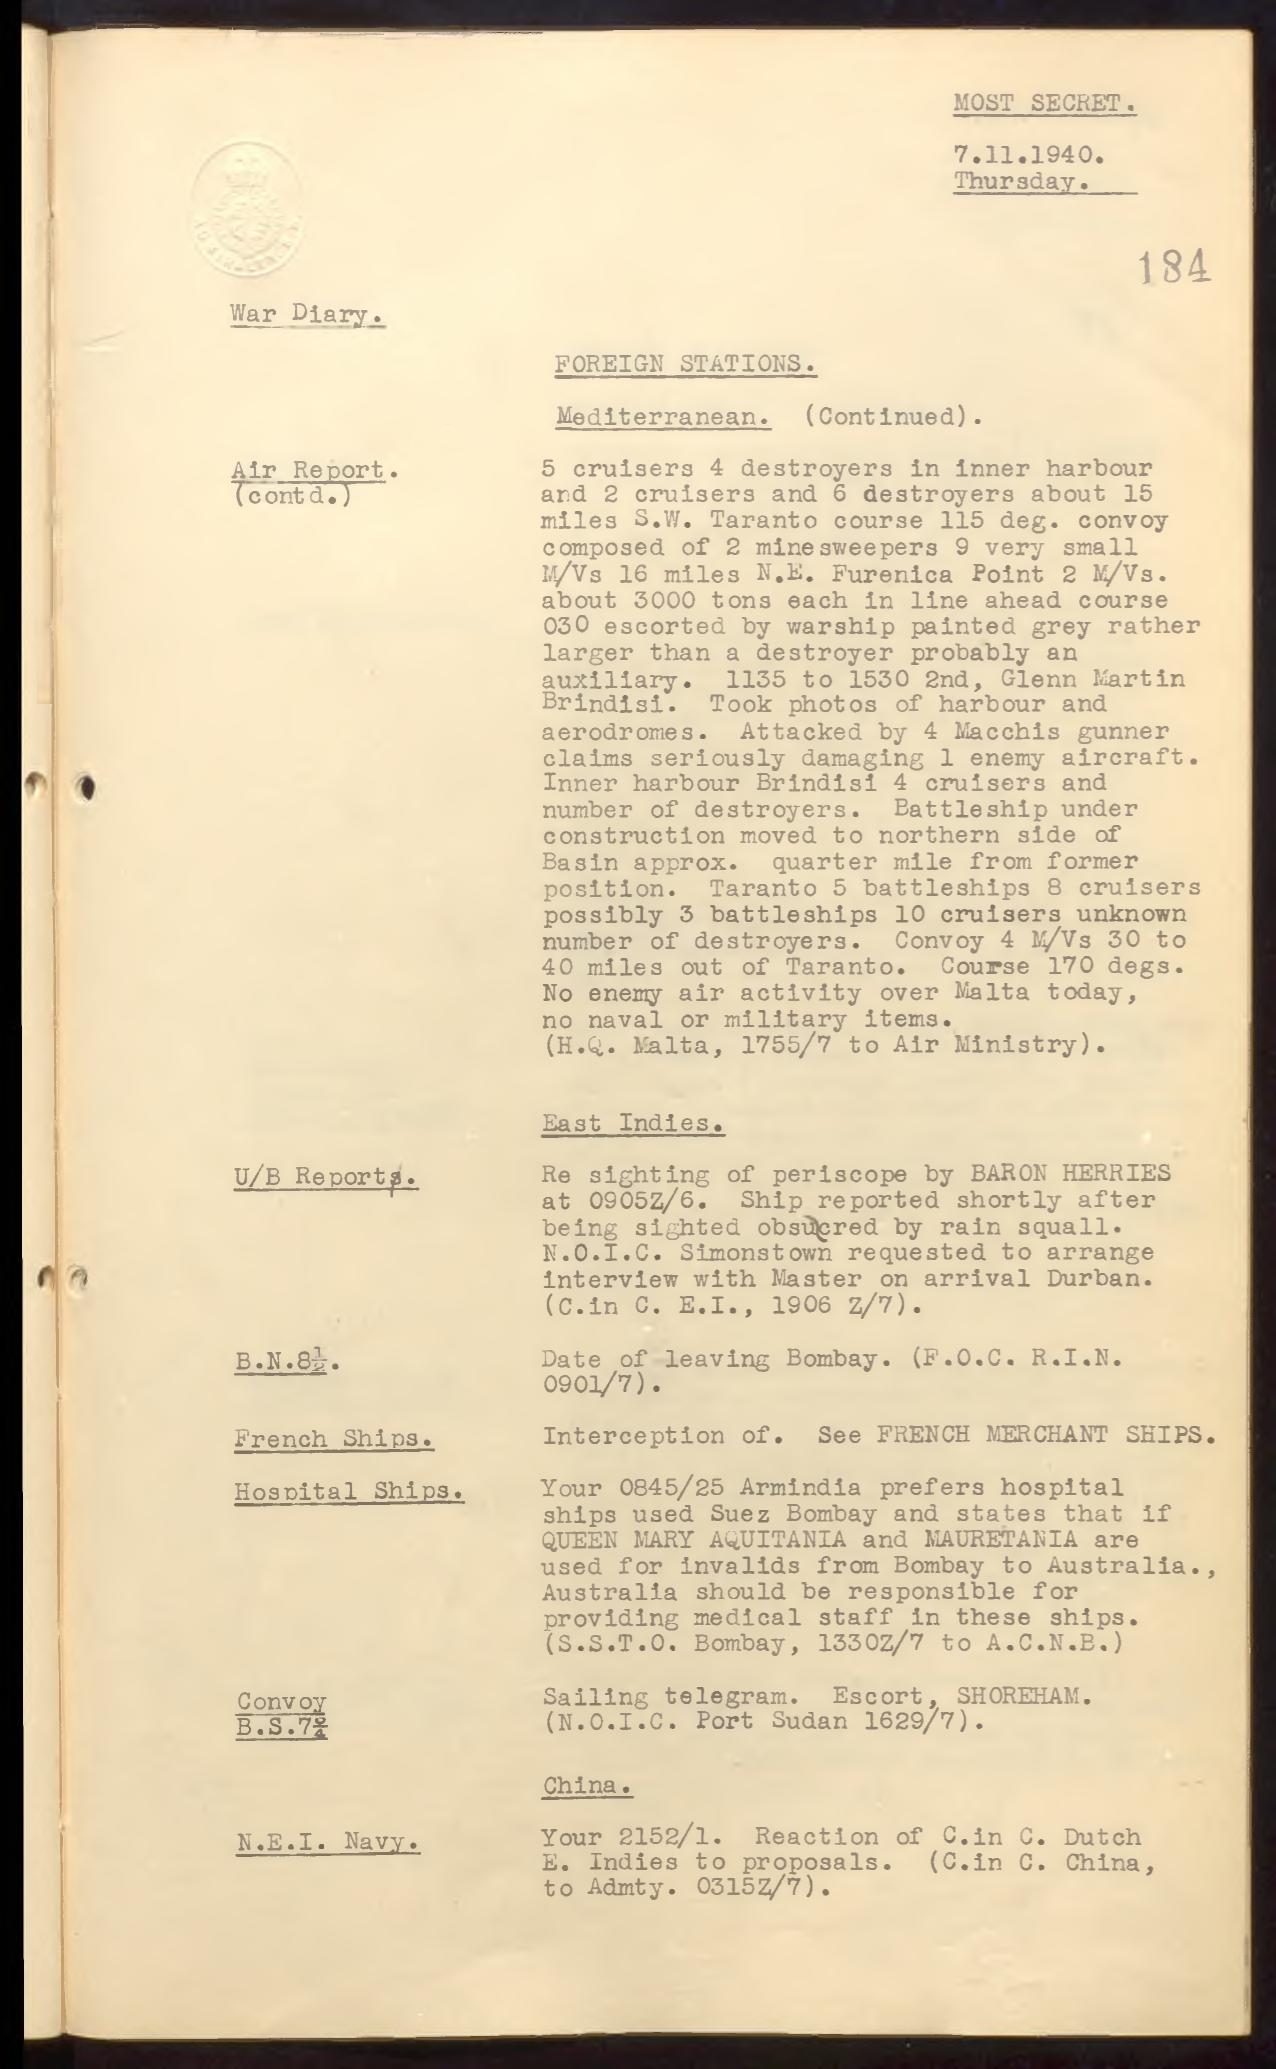 MOST SECRET.
7.11.1940.
Thursday.
184
War Diary.
FOREIGN STATIONS.
Mediterranean. (Continued).
Air Report.
(contd.)
5 cruisers 4 destroyers in inner harbour
and 2 cruisers and 6 destroyers about 15
miles S.W. Taranto course 115 deg. convoy
composed of 2 minesweepers 9 very small
M/Vs 16 miles N.E. Furenica Point 2 M/Vs.
about 3000 tons each in line ahead course
030 escorted by warship painted grey rather
larger than a destroyer probably an
auxiliary. 1135 to 1530 2nd, Glenn Martin
Brindisi. Took photos of harbour and
aerodromes. Attacked by 4 Macchis gunner
claims seriously damaging 1 enemy aircraft.
Inner harbour Brindisi 4 cruisers and
number of destroyers. Battleship under
construction moved to northern side of
Basin approx. quarter mile from former
position. Taranto 5 battleships 8 cruisers
possibly 3 battleships 10 cruisers unknown
number of destroyers. Convoy 4 M/Vs 30 to
40 miles out of Taranto. Course 170 degs.
No enemy air activity over Malta today,
no naval or military items.
(H.Q. Malta, 1755/7 to Air Ministry).
East Indies.
U/B Report.
Re sighting of periscope by BARON HERRIES
at 0905Z/6. Ship reported shortly after
being sighted obsucred by rain squall.
N.O.I.C. Simonstown requested to arrange
interview with Master on arrival Durban.
(C.in C. E.I., 1906 Z/7).
B.N.8½.
Date of leaving Bombay. (F.O.C. R.I.N.
0901/7).
French Ships.
Interception of. See FRENCH MERCHANT SHIPS.
Hospital Ships.
Your 0845/25 Armindia prefers hospital
ships used Suez Bombay and states that if
QUEEN MARY AQUITANIA and MAURETANIA are
used for invalids from Bombay to Australia.,
Australia should be responsible for
providing medical staff in these ships.
(S.S.T.O. Bombay, 1330Z/7 to A.C.N.B.)
Convoy
B.S.7¾
Sailing telegram. Escort, SHOREHAM.
(N.O.I.C. Port Sudan 1629/7).
China.
N.E.I. Navy.
Your 2152/1. Reaction of C.in C. Dutch
E. Indies to proposals. (C.in C. China,
to Admty. 0315Z/7).